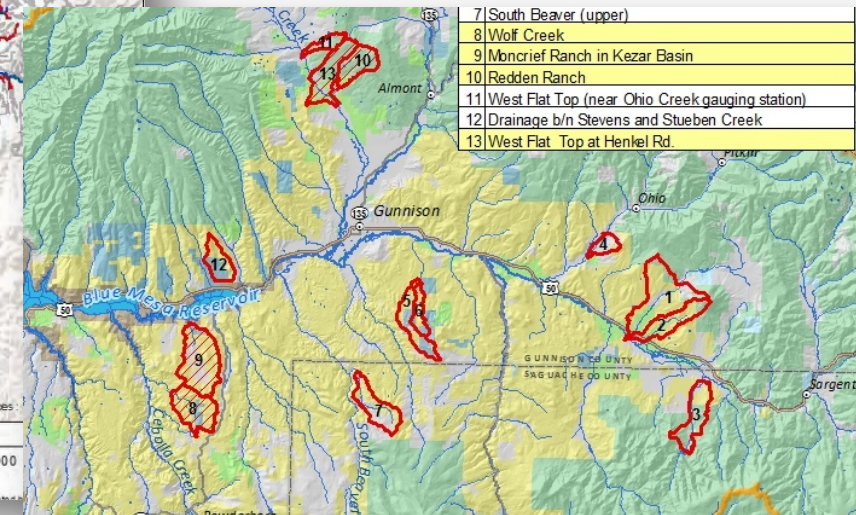 7 South Beaver (upper)
8 Wolf Creek
9 Moncrief Ranch in Kezar Basin
10 Redden Ranch
11 West Flat Top (near Ohio Creek gauging station)
12 Drainage b/n Stevens and Stueben Creek
13 West Flat Top at Henkel Rd.
Creek
135
11
10
13
Almont
Pitkin
Ohio
135 Gunnison
4
12
50
1
Blue Mesa Reservoir
50
5
6
2
9
GUNNISON COUNTY
SAGUACHE COUNTY
Sargent
7
8
3
Cebolla Creek
South Beaver
00